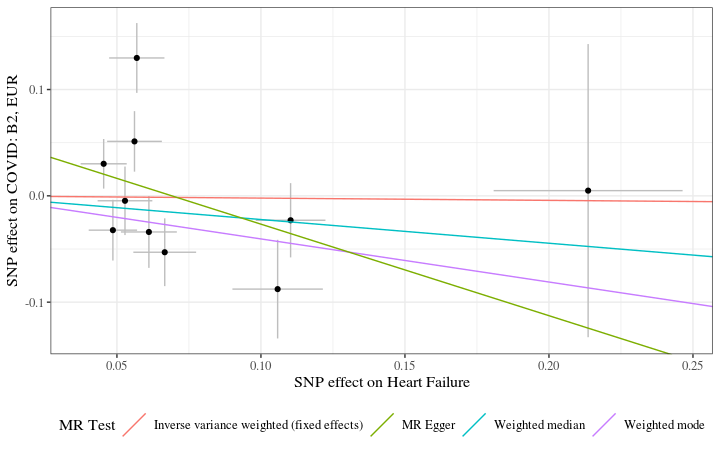 SNP effect on COVID: B2, EUR
0.1
0.0
-0.1
0.05 0.10 0.15 0.20 0.25
SNP effect on Heart Failure
MR Test Inverse variance weighted (fixed effects) MR Egger Weighted median Weighted mode